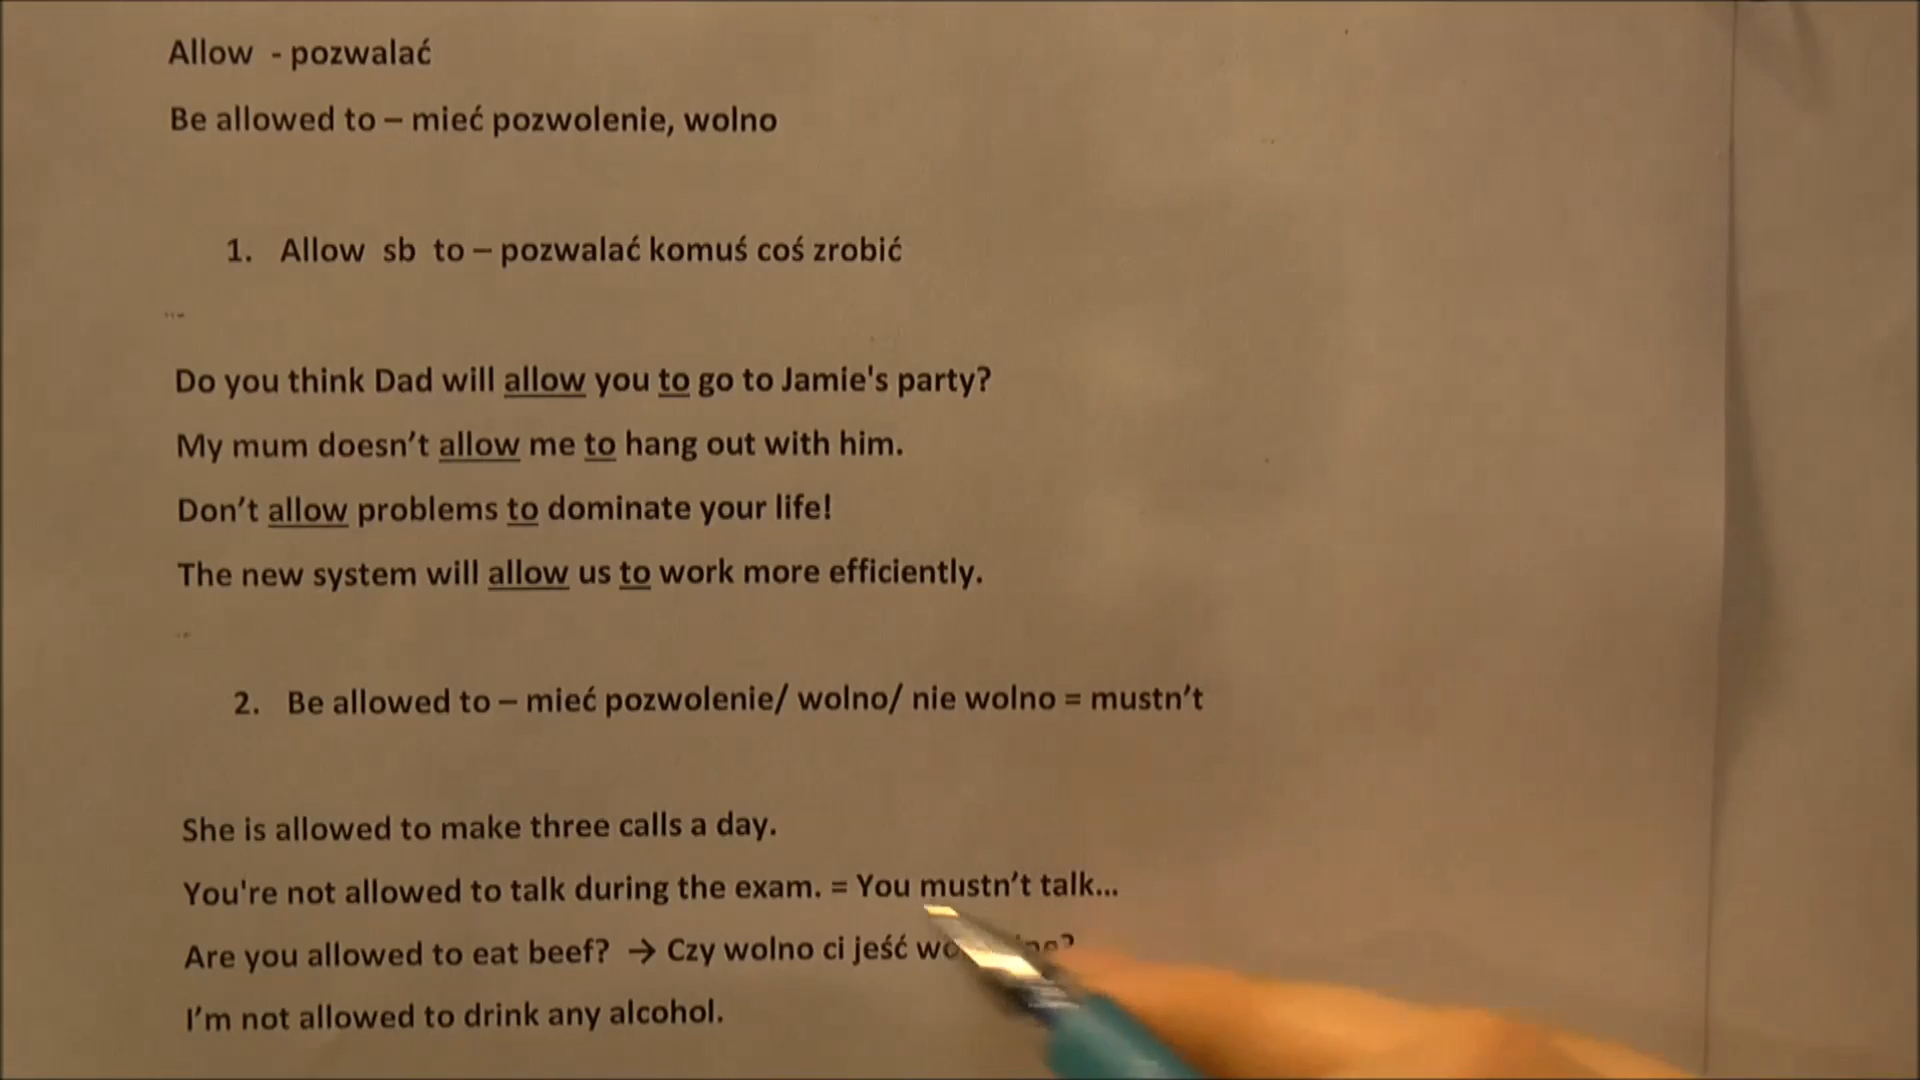 Allow - pozwalać
Be allowed to – mieć pozwolenie, wolno
1. Allow sb to – pozwalać komuś coś zrobić
Do you think Dad will allow you to go to Jamie's party?
My mum doesn’t allow me to hang out with him.
Don’t allow problems to dominate your life!
The new system will allow us to work more efficiently.
2. Be allowed to – mieć pozwolenie/ wolno/ nie wolno = mustn’t
She is allowed to make three calls a day.
You're not allowed to talk during the exam. = You mustn’t talk...
Are you allowed to eat beef? → Czy wolno ci jeść
I’m not allowed to drink any alcohol.